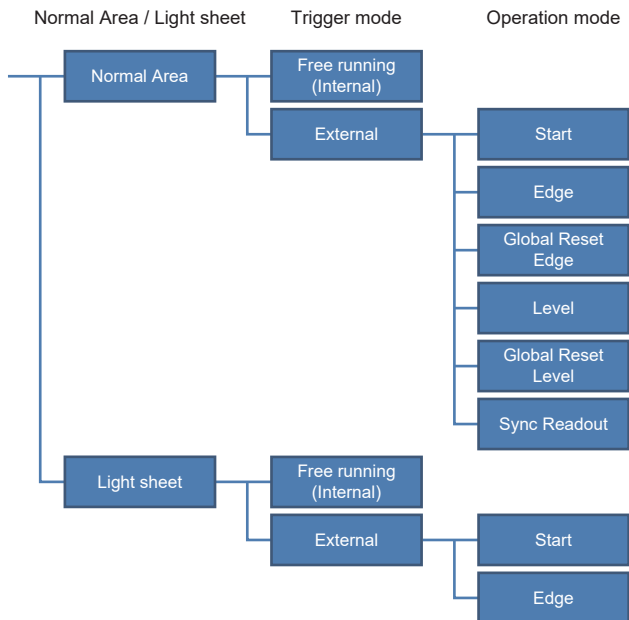 Normal Area / Light sheet Trigger mode Operation mode
Normal Area
Free running
(Internal)
External
Start
Edge
Global Reset
Edge
Level
Global Reset
Level
Sync Readout
Light sheet
Free running
(Internal)
External
Start
Edge